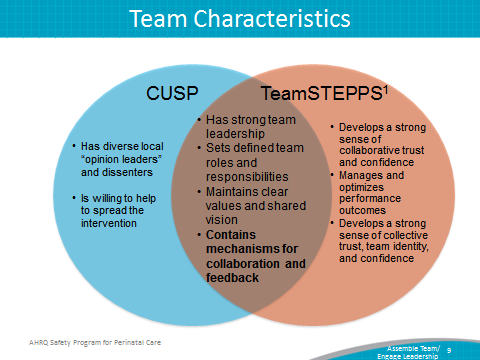 Team Characteristics
CUSP
• Has diverse local
“opinion leaders”
and dissenters
• Is willing to help
to spread the
intervention
• Has strong team
leadership
• Sets defined team
roles and
responsibilities
• Maintains clear
values and shared
vision
• Contains
mechanisms for
collaboration and
feedback
TeamSTEPPS1
• Develops a strong
sense of
collaborative trust
and confidence
• Manages and
optimizes
performance
outcomes
• Develops a strong
sense of collective
trust, team identity,
and confidence
AHRQ Safety Program for Perinatal Care
Assemble Team/
Engage Leadership
9